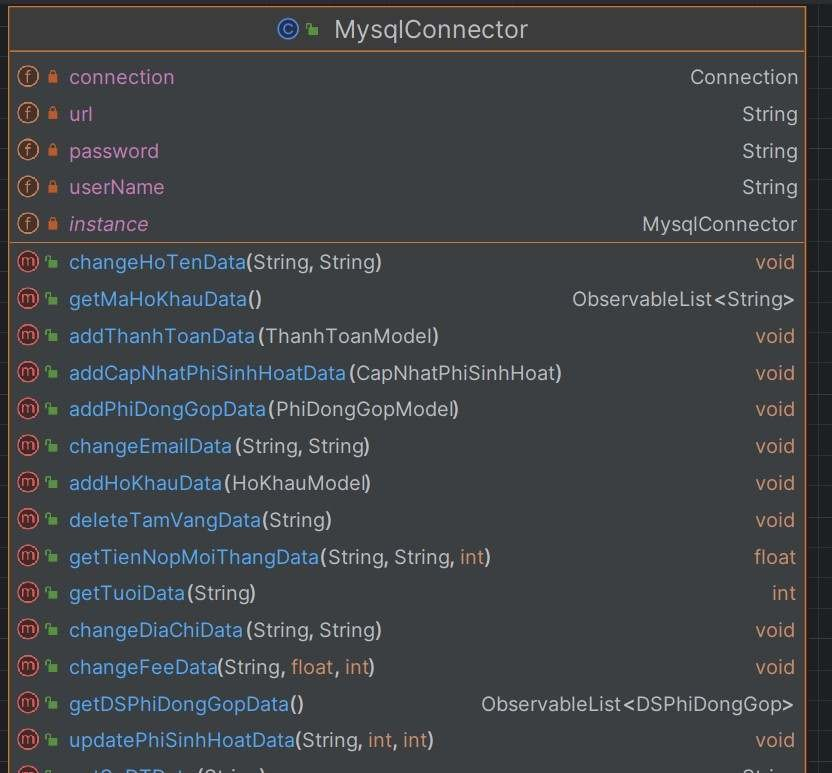 MysqlConnector
connection Connection
url String
password String
userName String
instance MysqlConnector
changeHoTenData(String, String) void
getMaHoKhauData() ObservableList<String>
addThanhToanData(ThanhToanModel) void
addCapNhatPhiSinhHoatData(CapNhatPhiSinhHoat) void
addPhiDongGopData(PhiDongGopModel) void
changeEmailData(String, String) void
addHoKhauData(HoKhauModel) void
deleteTamVangData(String) void
getTienNopMoiThangData(String, String, int) float
getTuoiData(String) int
changeDiaChiData(String, String) void
changeFeeData(String, float, int) void
getDSPhiDongGopData() ObservableList<DSPhiDongGop>
updatePhiSinhHoatData(String, int, int) void